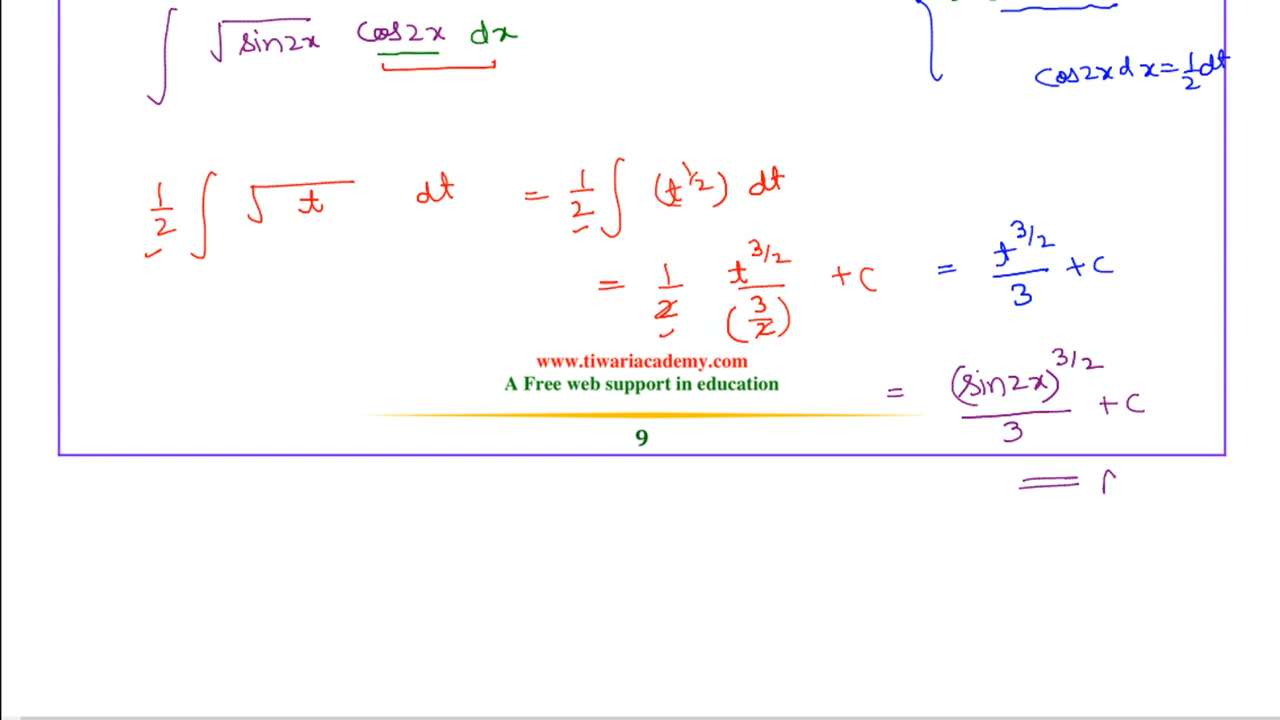 ∫ √sin2x cos2x dx
cos2x dx = 1/2 dt
1/2 ∫ √t dt = 1/2 ∫ (t^1/2) dt
= 1/2 t^3/2/(3/2) + c = t^3/2/3 + c
www.tiwariacademy.com
A Free web support in education
= (sin2x)^3/2/3 + c
9